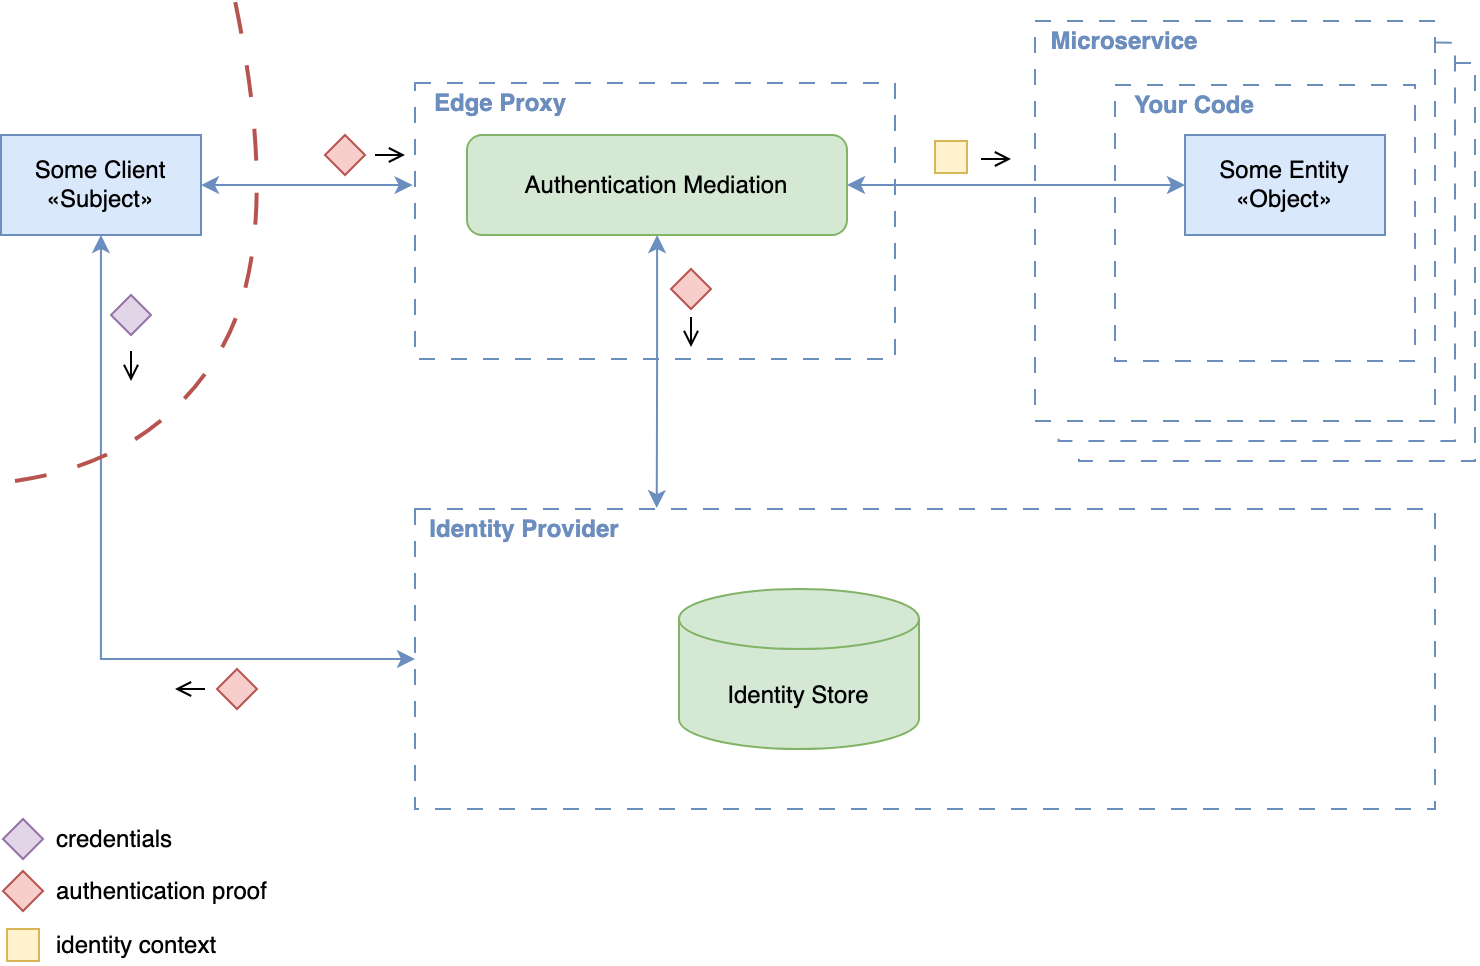 Microservice
Edge Proxy
Your Code
Some Client
«Subject»
Authentication Mediation
Some Entity
«Object»
Identity Provider
Identity Store
credentials
authentication proof
identity context